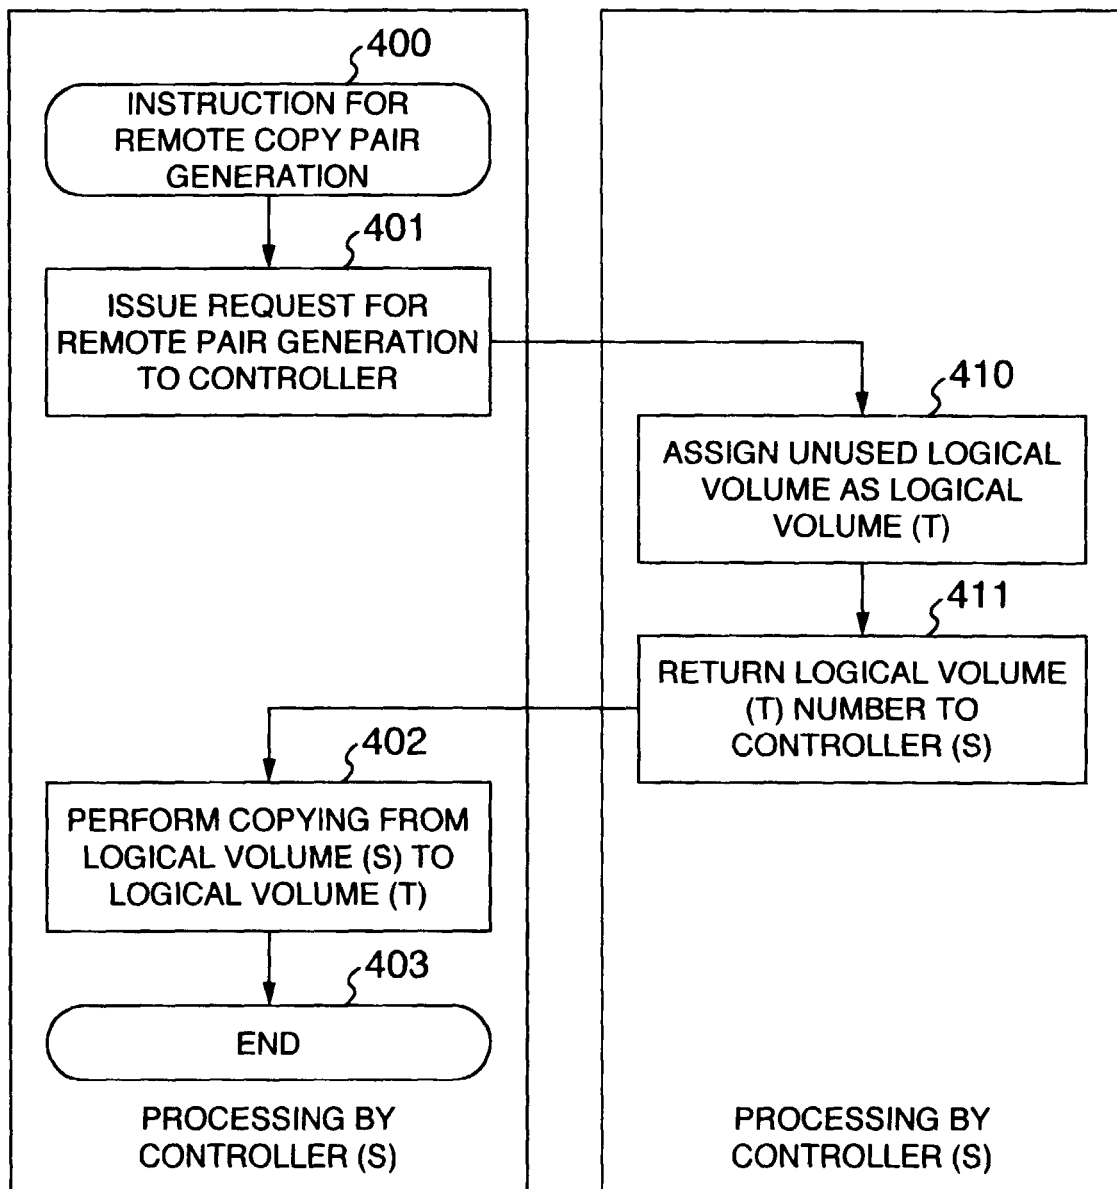 400
INSTRUCTION FOR
REMOTE COPY PAIR
GENERATION
401
ISSUE REQUEST FOR
REMOTE PAIR GENERATION
TO CONTROLLER
410
ASSIGN UNUSED LOGICAL
VOLUME AS LOGICAL
VOLUME (T)
411
RETURN LOGICAL VOLUME
(T) NUMBER TO
CONTROLLER (S)
402
PERFORM COPYING FROM
LOGICAL VOLUME (S) TO
LOGICAL VOLUME (T)
403
END
PROCESSING BY
CONTROLLER (S)
PROCESSING BY
CONTROLLER (S)